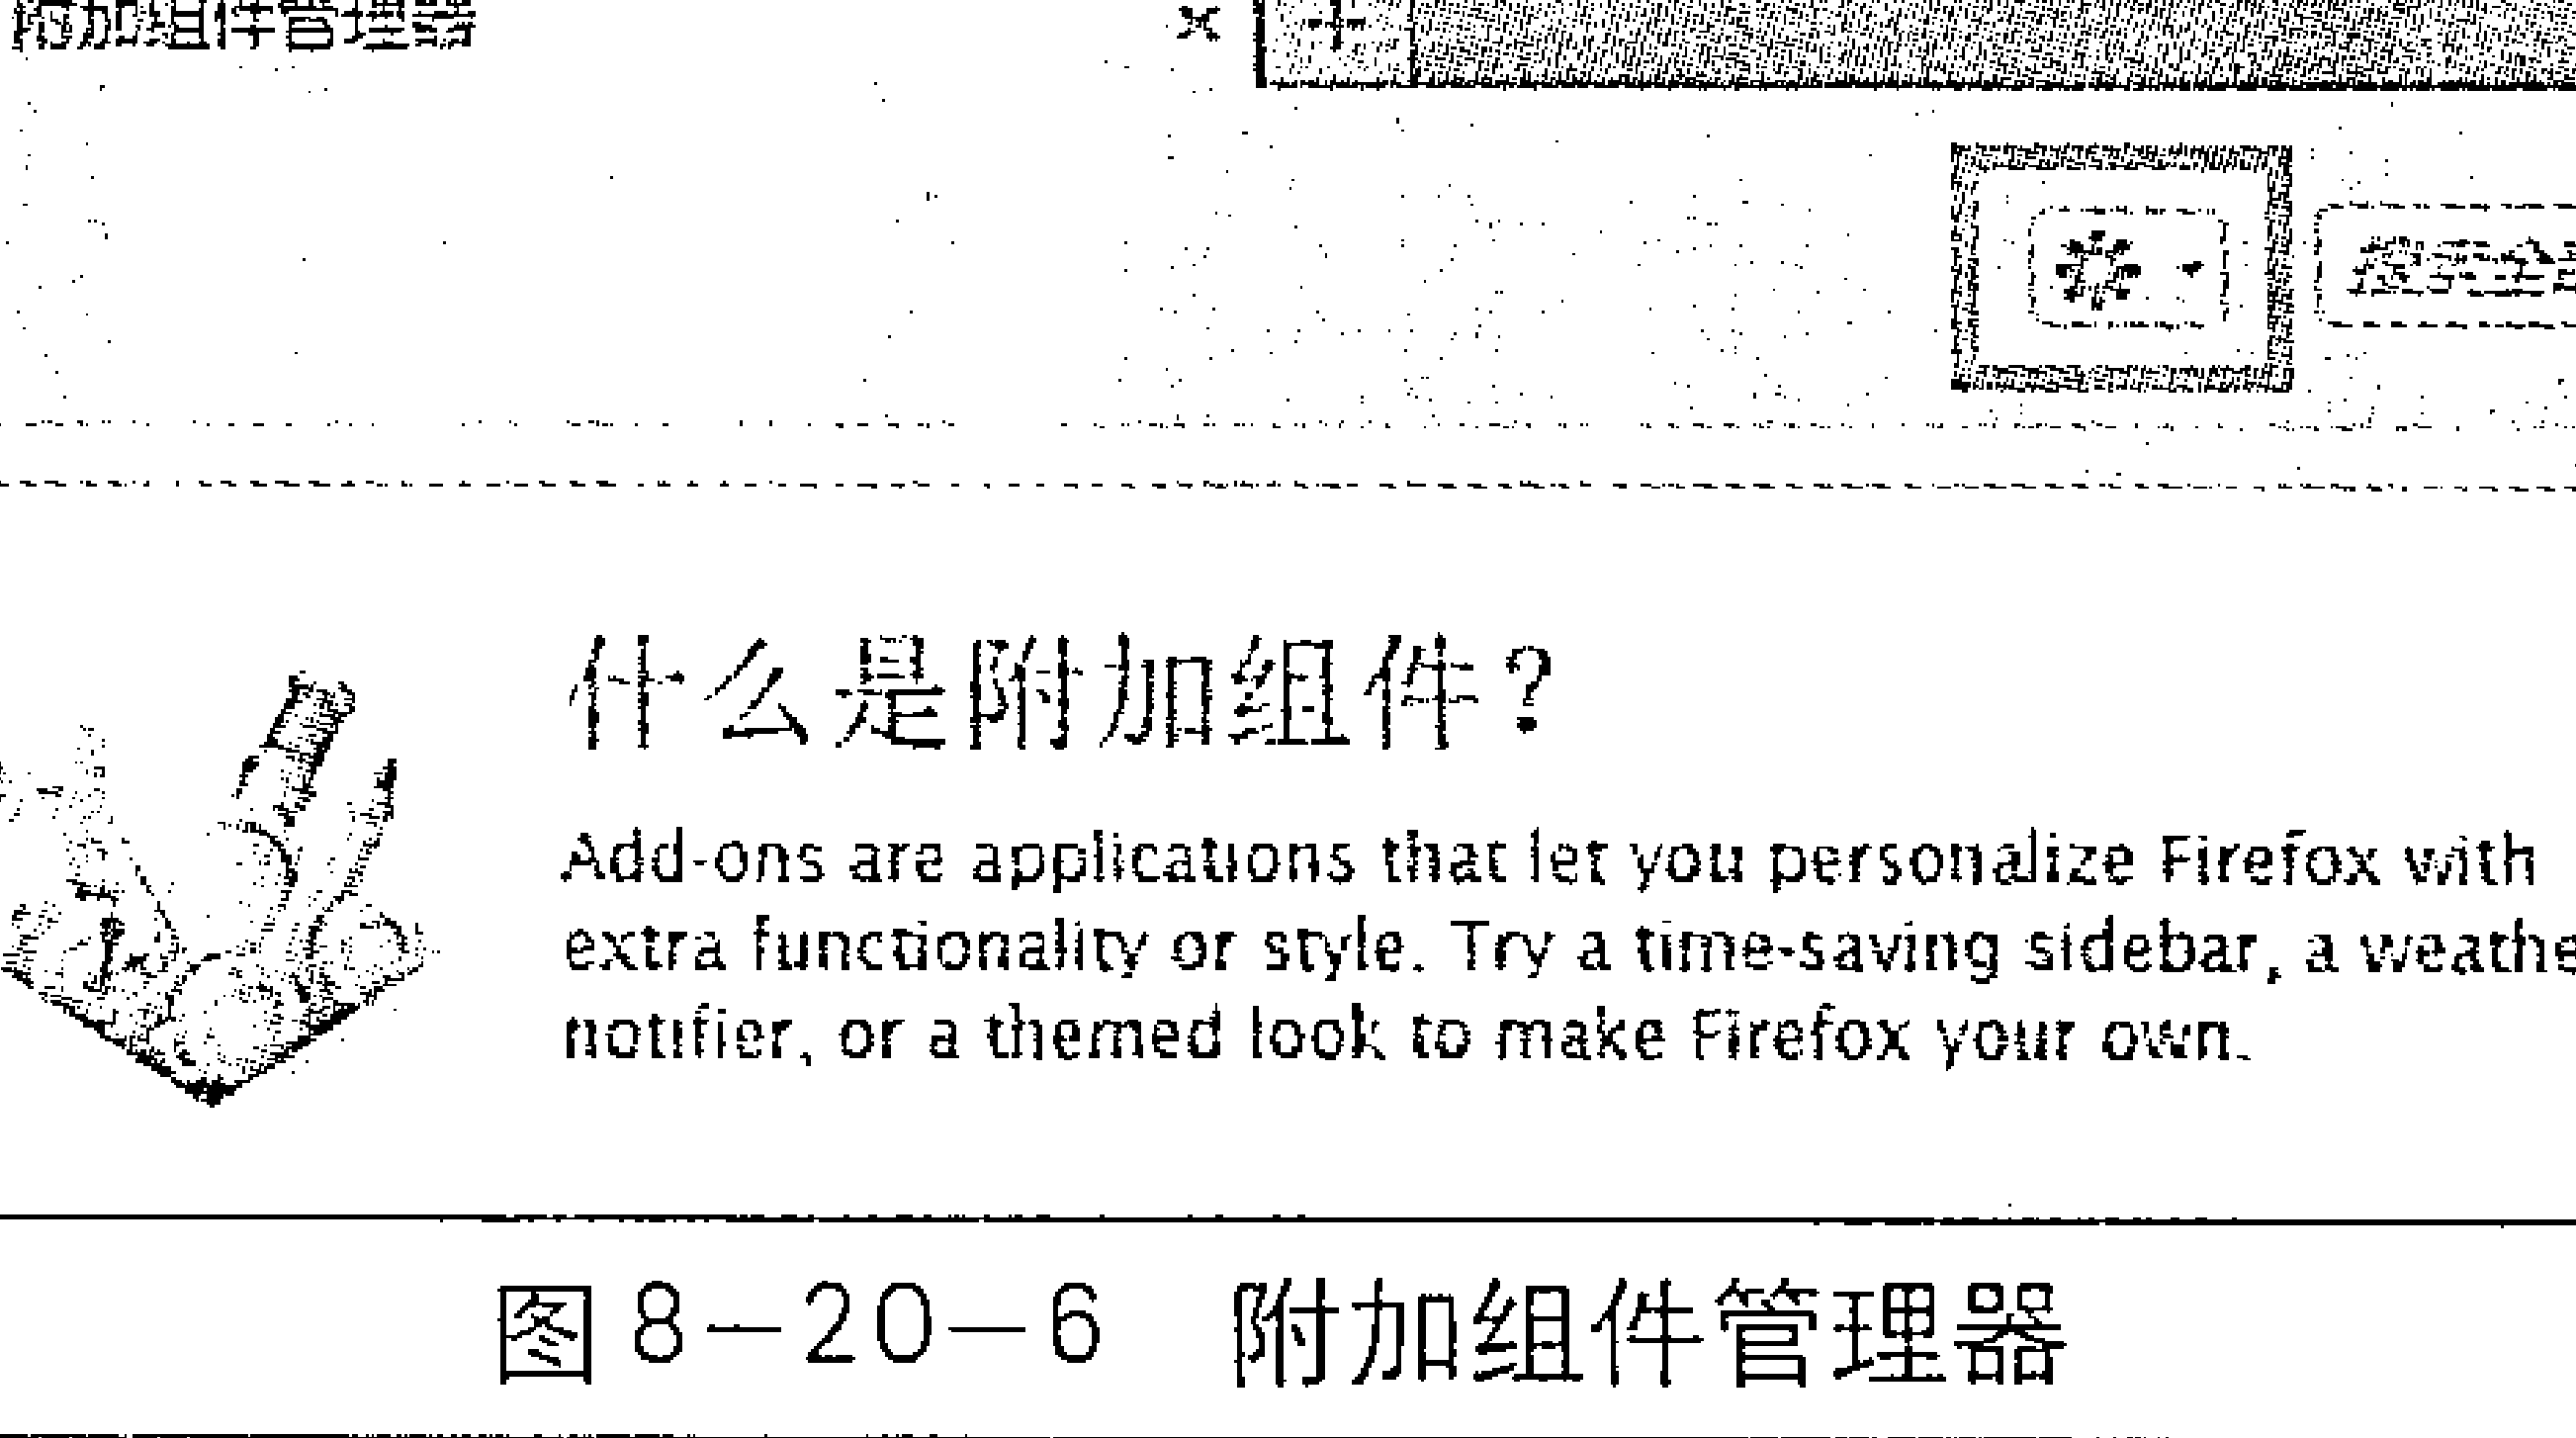 附加组件管理器 ×
什么是附加组件?
Add-ons are applications that let you personalize Firefox with
extra functionality or style. Try a time-saving sidebar, a weathe
notifier, or a themed look to make Firefox your own.
图8-20-6 附加组件管理器